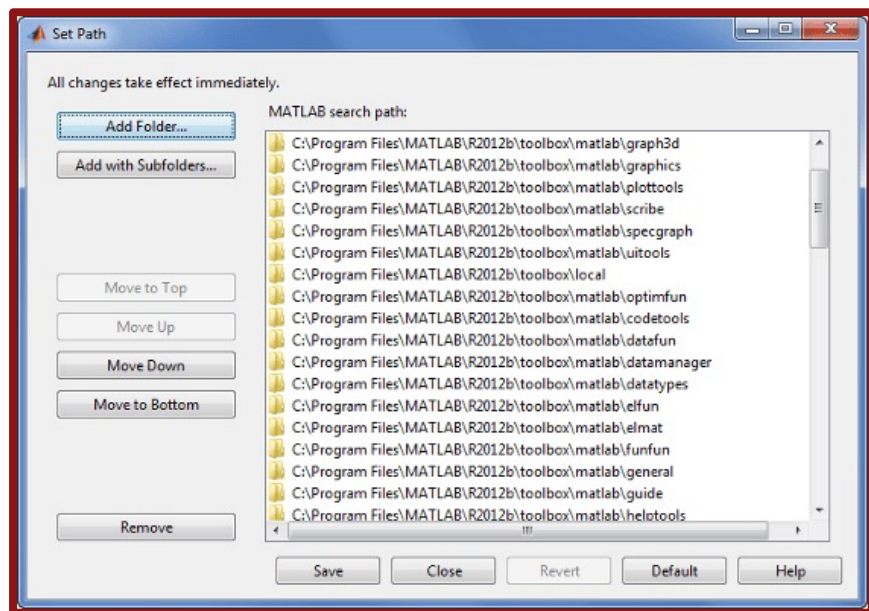 Set Path
All changes take effect immediately.
Add Folder...
Add with Subfolders...
Move to Top
Move Up
Move Down
Move to Bottom
Remove
MATLAB search path:
C:\Program Files\MATLAB\R2012b\toolbox\matlab\graph3d
C:\Program Files\MATLAB\R2012b\toolbox\matlab\graphics
C:\Program Files\MATLAB\R2012b\toolbox\matlab\plottools
C:\Program Files\MATLAB\R2012b\toolbox\matlab\scribe
C:\Program Files\MATLAB\R2012b\toolbox\matlab\specgraph
C:\Program Files\MATLAB\R2012b\toolbox\matlab\uitools
C:\Program Files\MATLAB\R2012b\toolbox\local
C:\Program Files\MATLAB\R2012b\toolbox\matlab\optimfun
C:\Program Files\MATLAB\R2012b\toolbox\matlab\codetools
C:\Program Files\MATLAB\R2012b\toolbox\matlab\datafun
C:\Program Files\MATLAB\R2012b\toolbox\matlab\datamanager
C:\Program Files\MATLAB\R2012b\toolbox\matlab\datatypes
C:\Program Files\MATLAB\R2012b\toolbox\matlab\elfun
C:\Program Files\MATLAB\R2012b\toolbox\matlab\elmat
C:\Program Files\MATLAB\R2012b\toolbox\matlab\funfun
C:\Program Files\MATLAB\R2012b\toolbox\matlab\general
C:\Program Files\MATLAB\R2012b\toolbox\matlab\guide
C:\Program Files\MATLAB\R2012b\toolbox\matlab\helptools
Save
Close
Revert
Default
Help